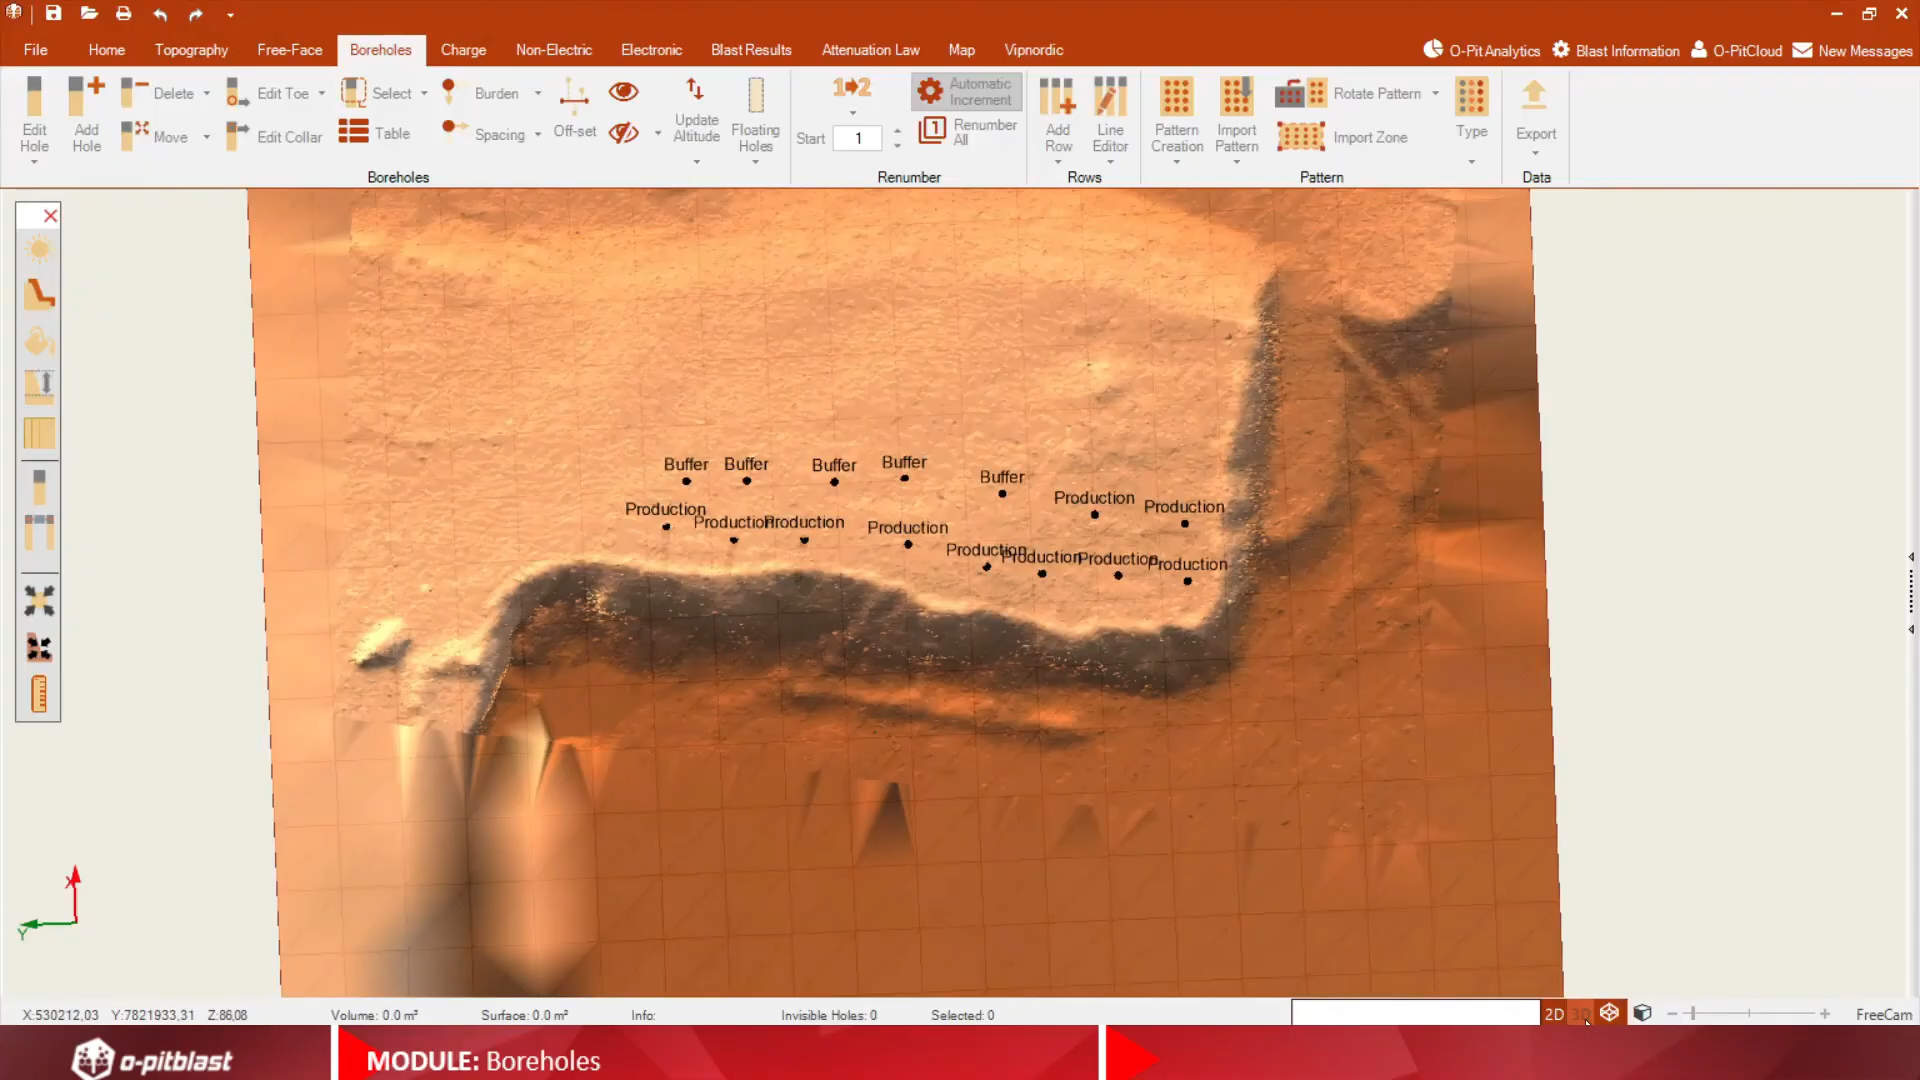 File Home Topography Free-Face Boreholes Charge Non-Electric Electronic Blast Results Attenuation Law Map Vipnordic
O-Pit Analytics Blast Information O-PitCloud New Messages
Edit Hole
Add Hole
Delete
Move
Edit Toe
Edit Collar
Select
Table
Burden
Spacing
Off-set
Update Altitude
Floating Holes
Boreholes
1 2
Start 1
Automatic Increment
1 Renumber All
Renumber
Add Row
Line Editor
Rows
Pattern Creation
Import Pattern
Rotate Pattern
Import Zone
Type
Pattern
Export
Data
Buffer Buffer Buffer Buffer
Buffer
Production Production
Production Production Production Production
Production Production Production Production
X
Y
X:530212,03 Y:7821933,31 Z:86,08 Volume: 0.0 m³ Surface: 0.0 m² Info: Invisible Holes: 0 Selected: 0 2D 3D FreeCam
o-pitblast MODULE: Boreholes